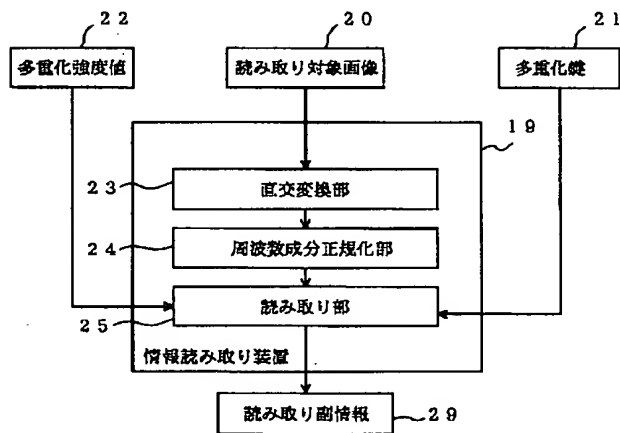 22
20
21
多重化強度値
読み取り対象画像
多重化鍵
19
23
直交変換部
24
周波数成分正規化部
25
読み取り部
情報読み取り装置
読み取り副情報
29